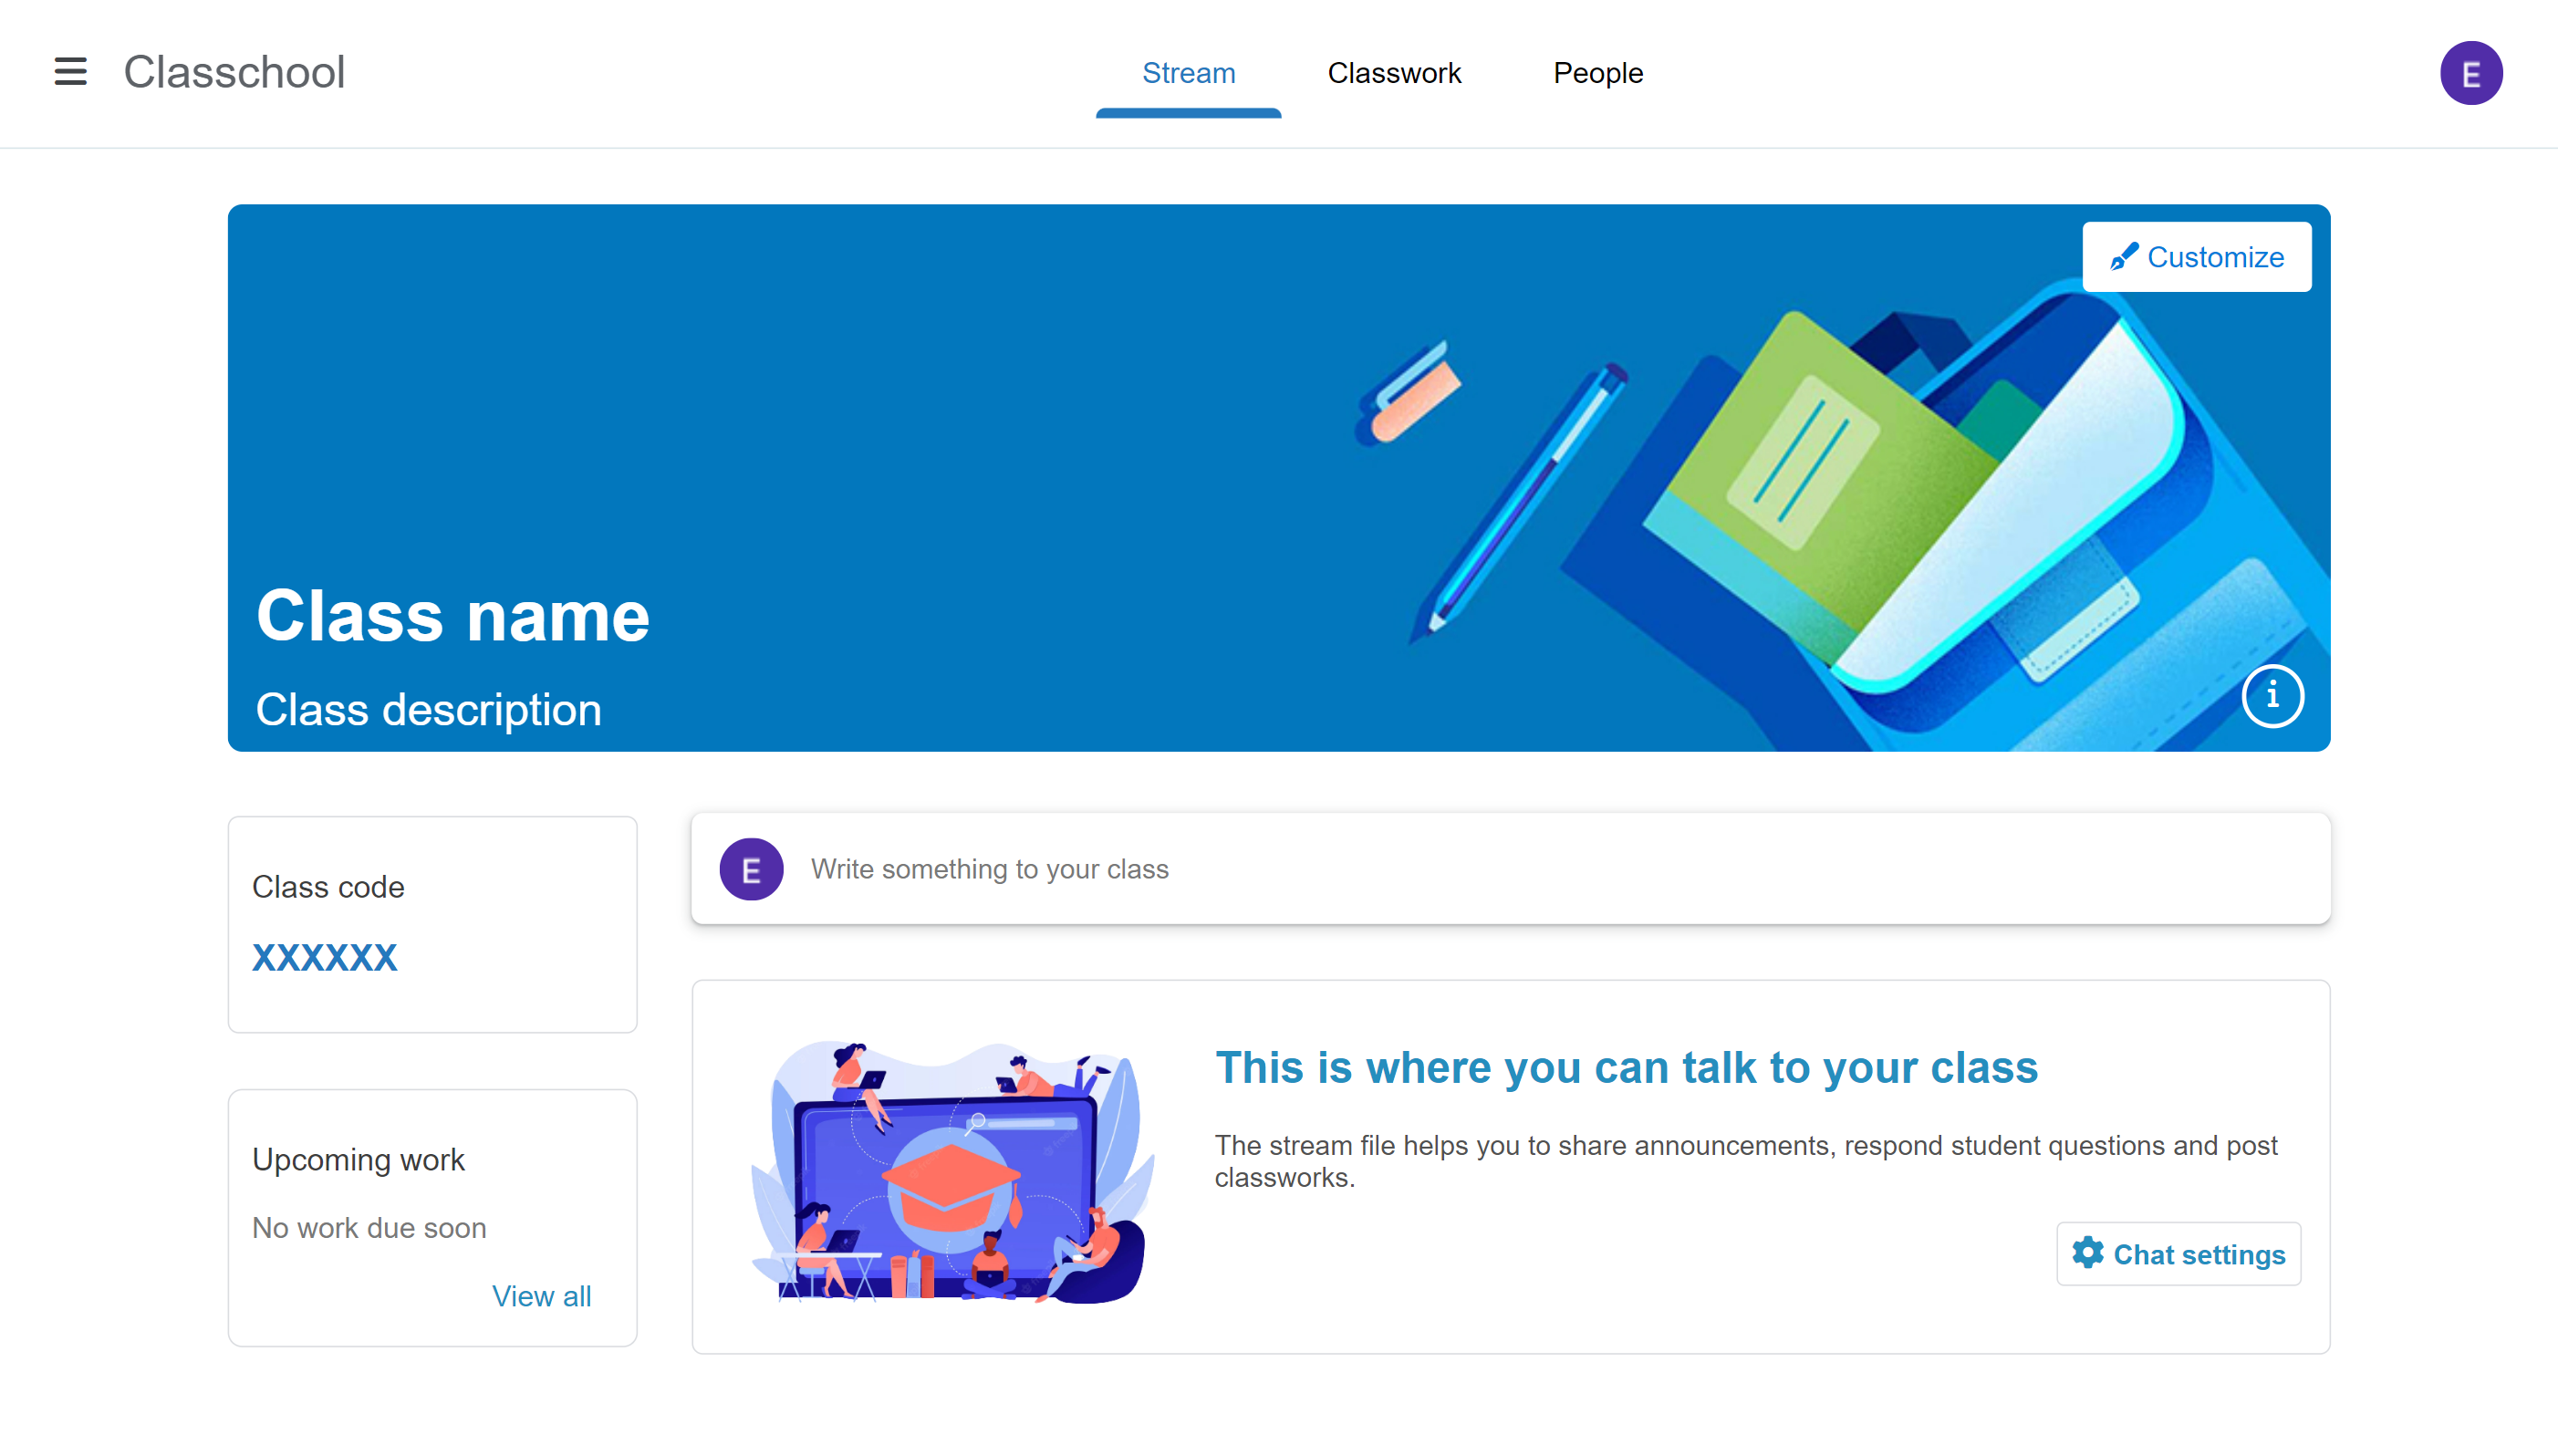 Classchool
Stream
Classwork
People
E
Customize
Class name
Class description
i
Class code
XXXXXX
E
Write something to your class
Upcoming work
No work due soon
View all
This is where you can talk to your class
The stream file helps you to share announcements, respond student questions and post
classworks.
Chat settings